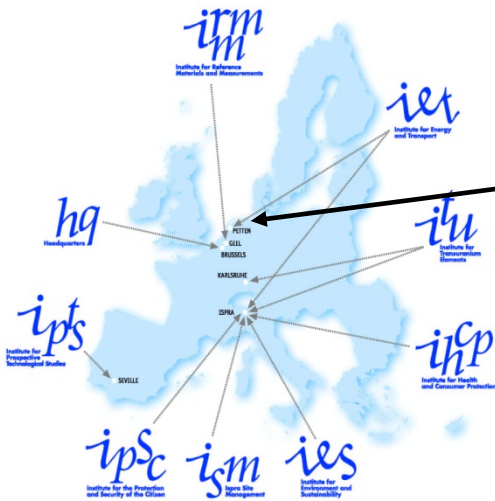 irmm
Institute for Reference
Materials and Measurements
iet
Institute for Energy
and Transport
hq
Headquarters
PETTEN
GEEL
BRUSSELS
itu
Institute for
Transuranium
Elements
KARLSRUHE
ISPRA
ipts
Institute for
Prospective
Technological Studies
SEVILLE
ihcp
Institute for Health
and Consumer Protection
ipsc
Institute for the Protection
and Security of the Citizen
ism
Ispra Site
Management
ies
Institute for
Environment and
Sustainability